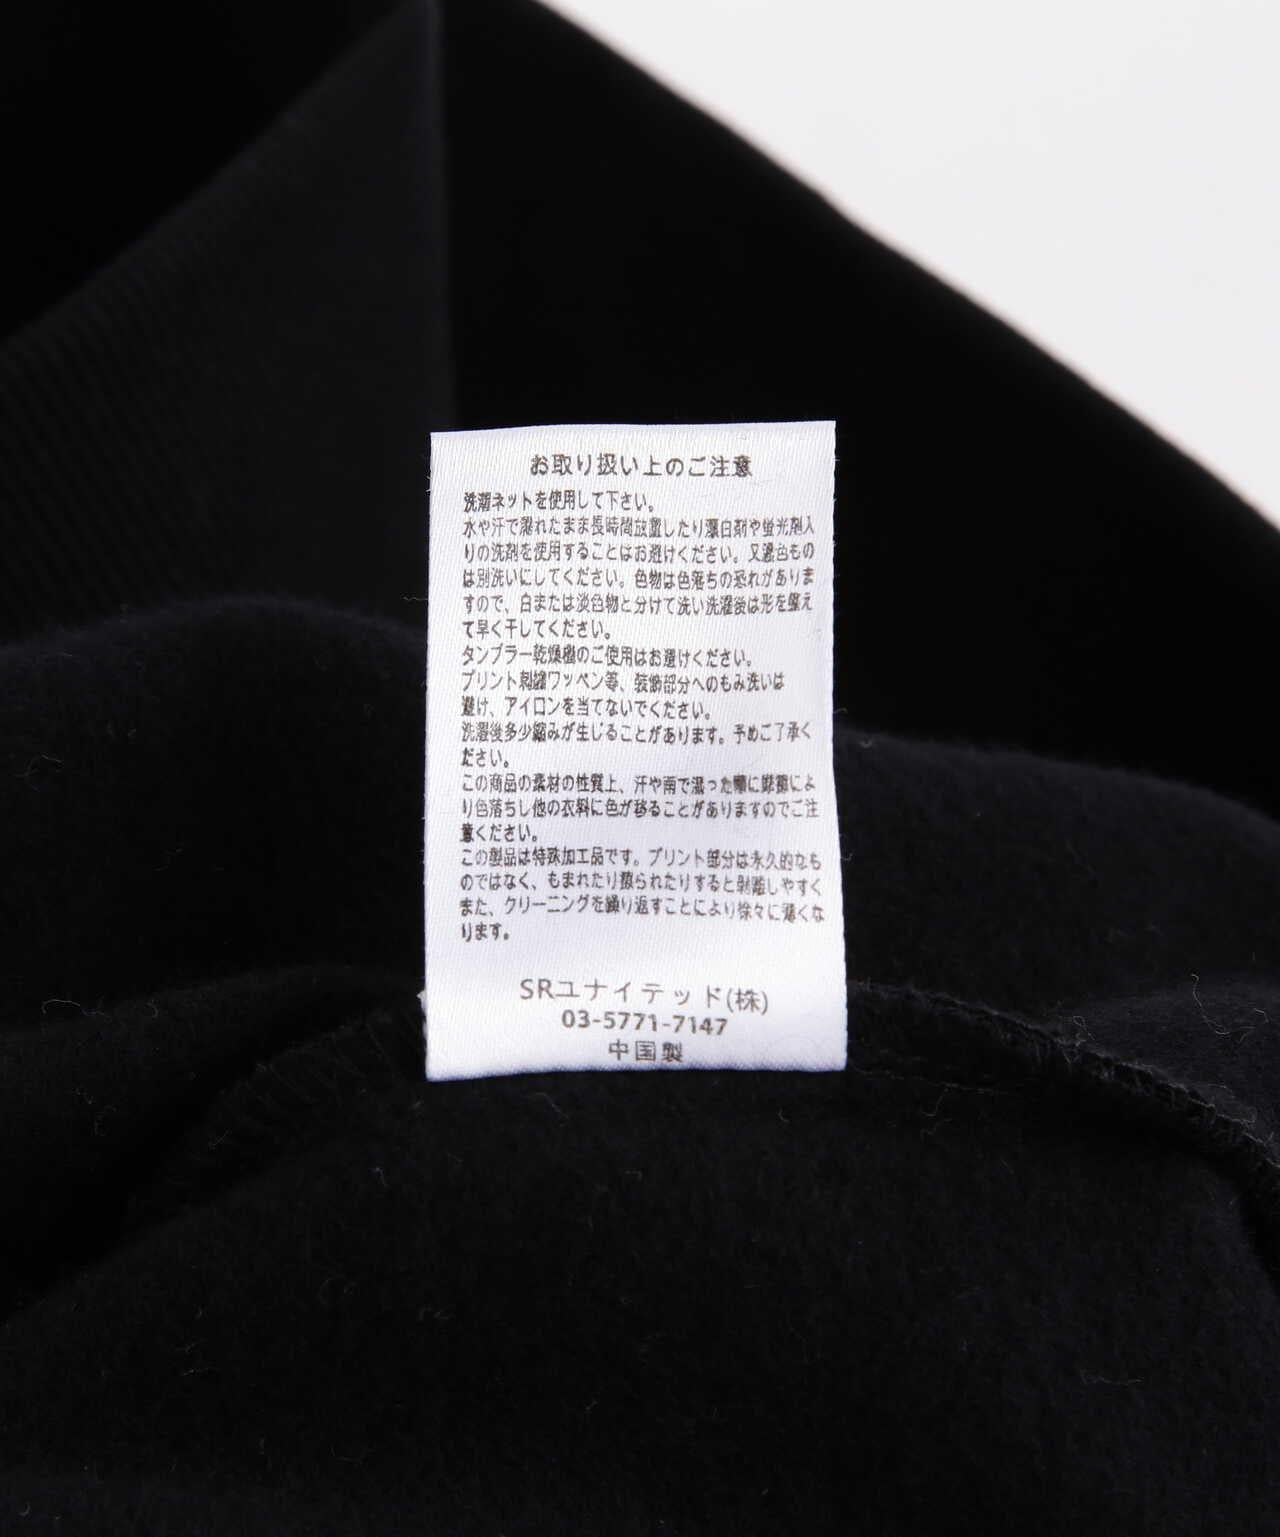 お取り扱い上のご注意
洗濯ネットを使用して下さい。
水や汗で濡れたまま長時間放置したり漂白剤や蛍光剤入
りの洗剤を使用することはお避けください。又濃色もの
は別洗いにしてください。色物は色落ちの恐れがありま
すので、白または淡色物と分けて洗い洗濯後は形を整え
て早く干してください。
タンブラー乾燥機のご使用はお避けください。
プリント刺繍ワッペン等、装飾部分へのもみ洗いは
避け、アイロンを当てないでください。
洗濯後多少縮みが生じることがあります。予めご了承く
ださい。
この商品の素材の性質上、汗や雨で湿った際に摩擦によ
り色落ちし他の衣料に色が移ることがありますのでご注
意ください。
この製品は特殊加工品です。プリント部分は永久的なも
のではなく、もまれたり擦られたりすると剥離しやすく
また、クリーニングを繰り返すことにより徐々に薄くな
ります。
SRユナイテッド(株)
03-5771-7147
中国製